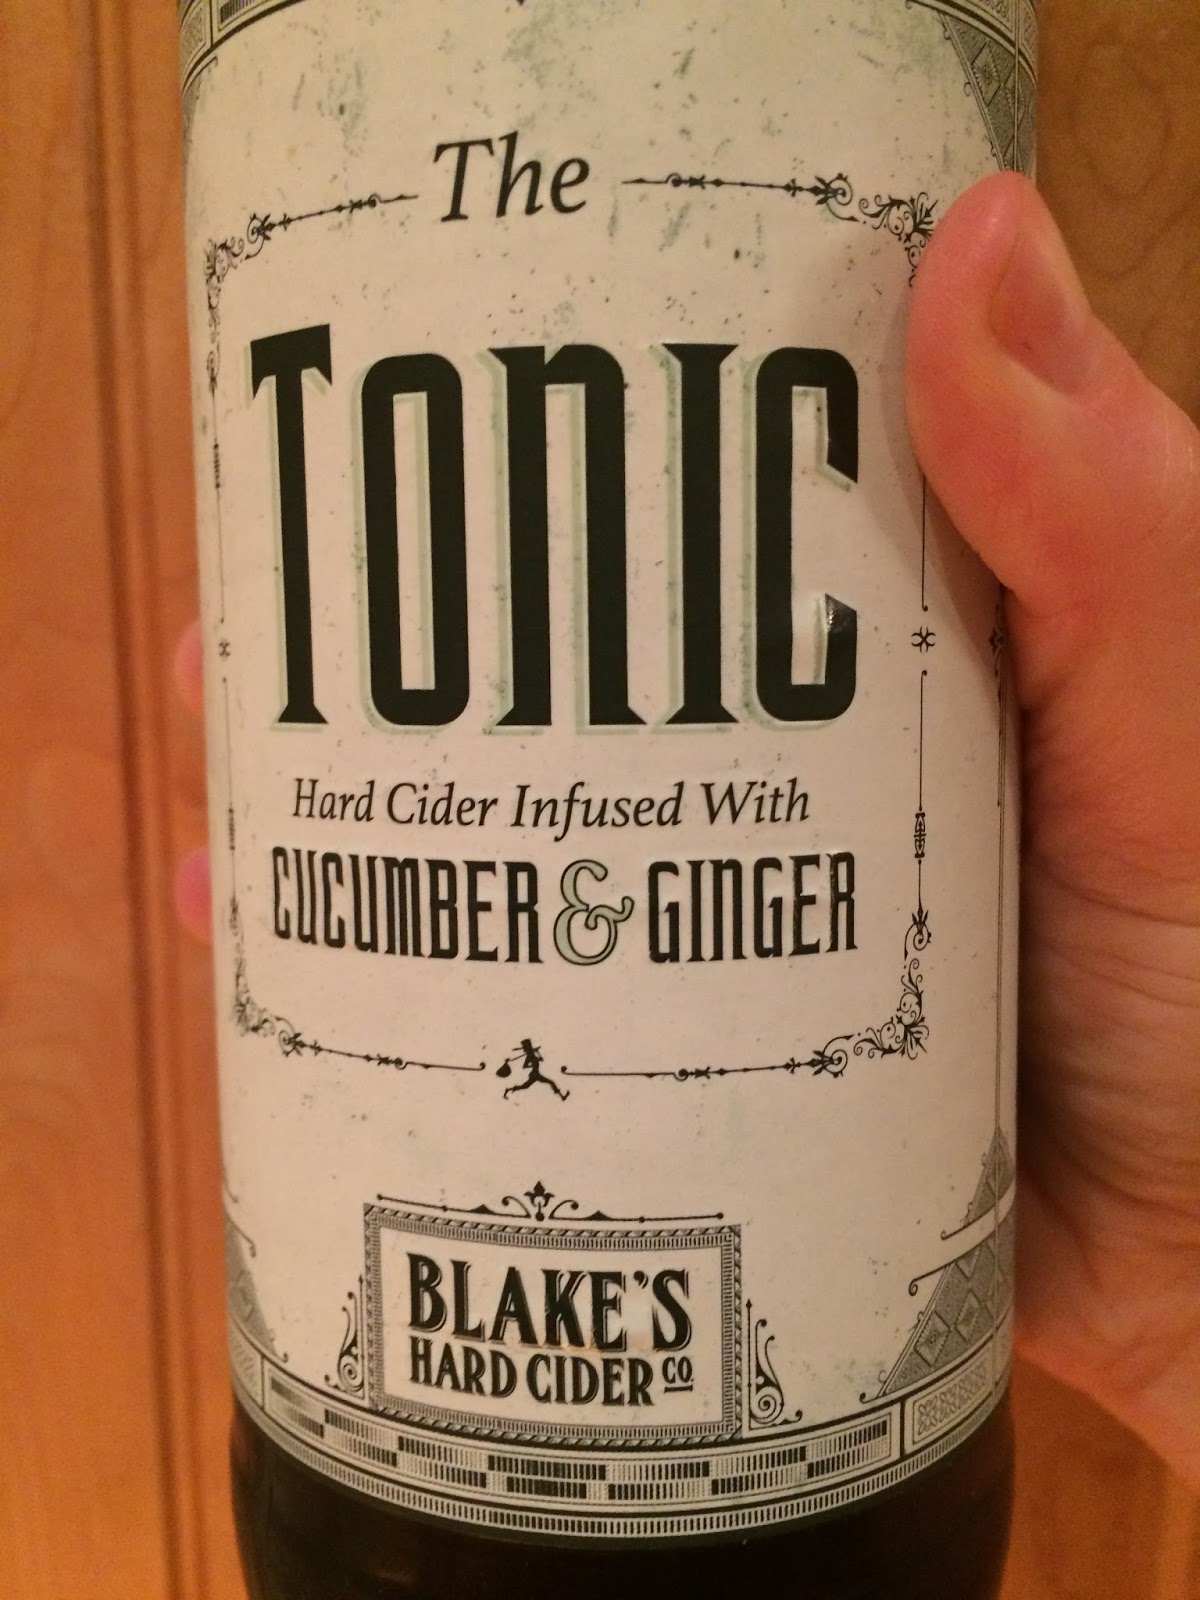 The
Tonic
Hard Cider Infused With
CUCUMBER & GINGER
BLAKE'S
HARD CIDER CO